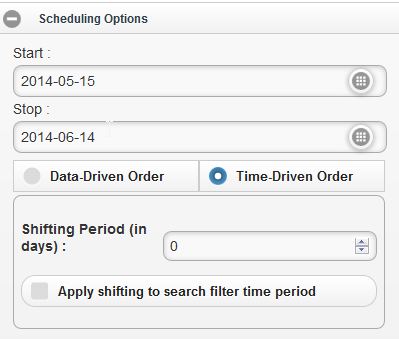 Scheduling Options
Start :
2014-05-15
Stop :
2014-06-14
Data-Driven Order
Time-Driven Order
Shifting Period (in
days) :
0
Apply shifting to search filter time period